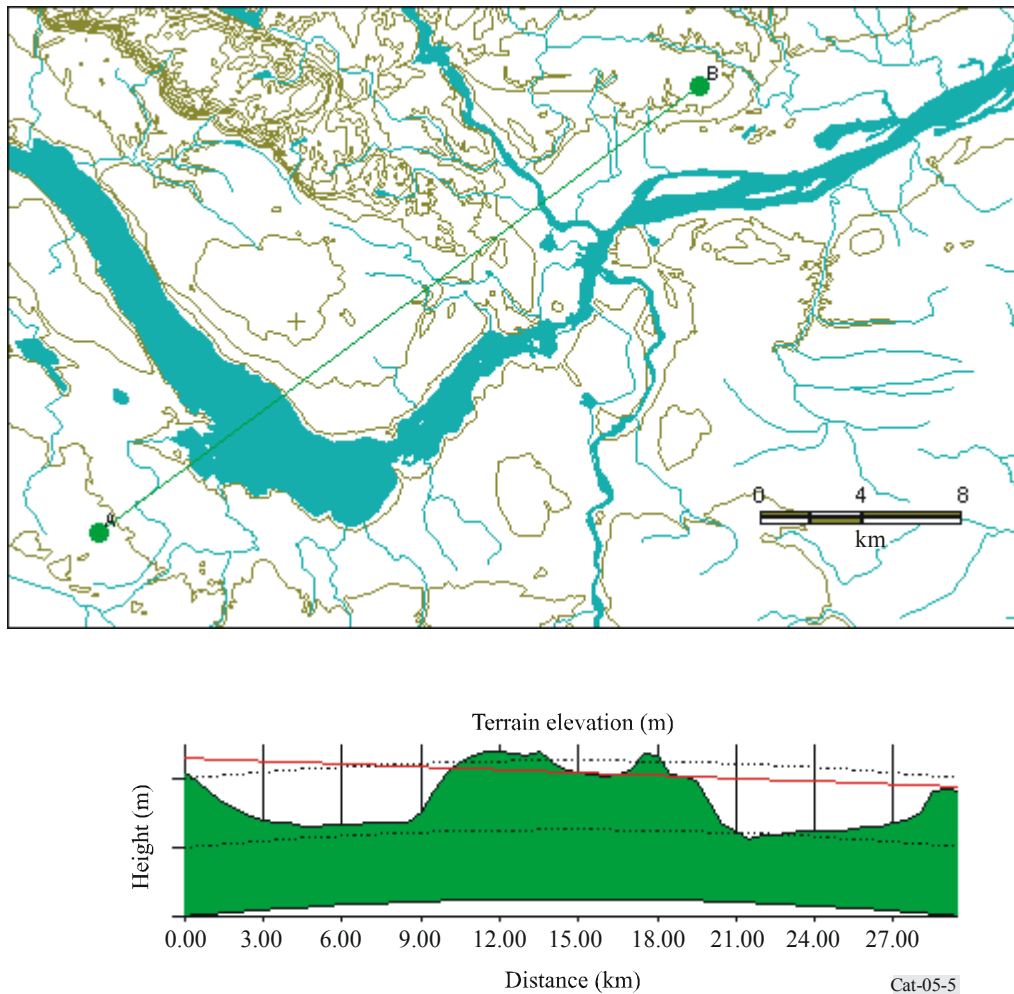 B
A
0 4 8
km
Terrain elevation (m)
Height (m)
0.00 3.00 6.00 9.00 12.00 15.00 18.00 21.00 24.00 27.00
Distance (km)
Cat-05-5